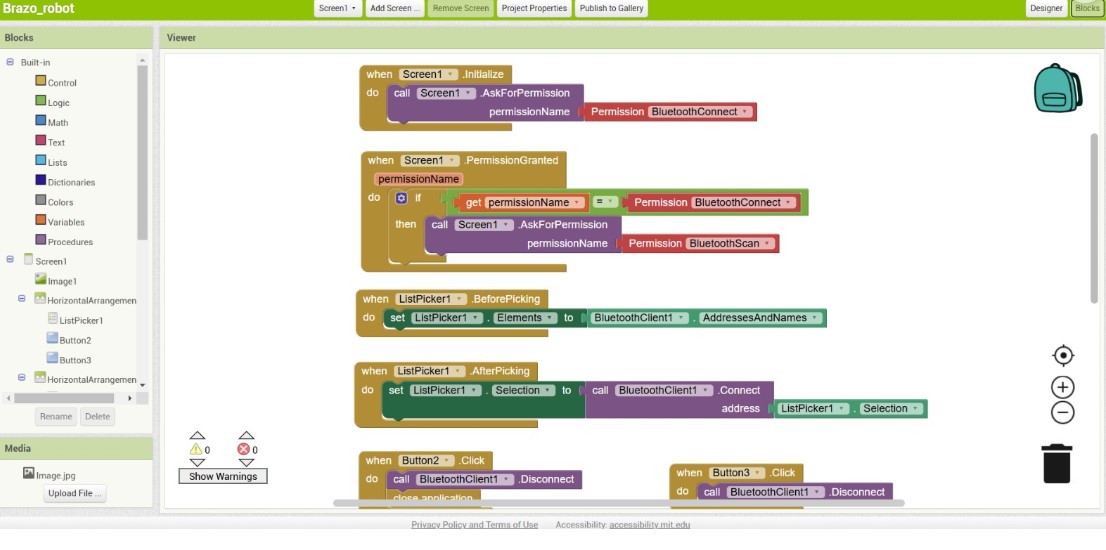 Brazo_robot
Screen1 Add Screen ... Remove Screen Project Properties Publish to Gallery Designer Blocks
Blocks
Viewer
Built-in
Control
Logic
Math
Text
Lists
Dictionaries
Colors
Variables
Procedures
Screen1
Image1
HorizontalArrangemen
ListPicker1
Button2
Button3
HorizontalArrangemen
Rename Delete
Media
Image.jpg
Upload File ...
when Screen1 .Initialize
do call Screen1 .AskForPermission
permissionName Permission BluetoothConnect
when Screen1 .PermissionGranted
permissionName
do if get permissionName = Permission BluetoothConnect
then call Screen1 .AskForPermission
permissionName Permission BluetoothScan
when ListPicker1 .BeforePicking
do set ListPicker1 . Elements to BluetoothClient1 . AddressesAndNames
when ListPicker1 .AfterPicking
do set ListPicker1 . Selection to call BluetoothClient1 .Connect
address ListPicker1 . Selection
when Button2 .Click
do call BluetoothClient1 .Disconnect
close application
when Button3 .Click
do call BluetoothClient1 .Disconnect
0 0
Show Warnings
Privacy Policy and Terms of Use Accessibility: accessibility.mit.edu